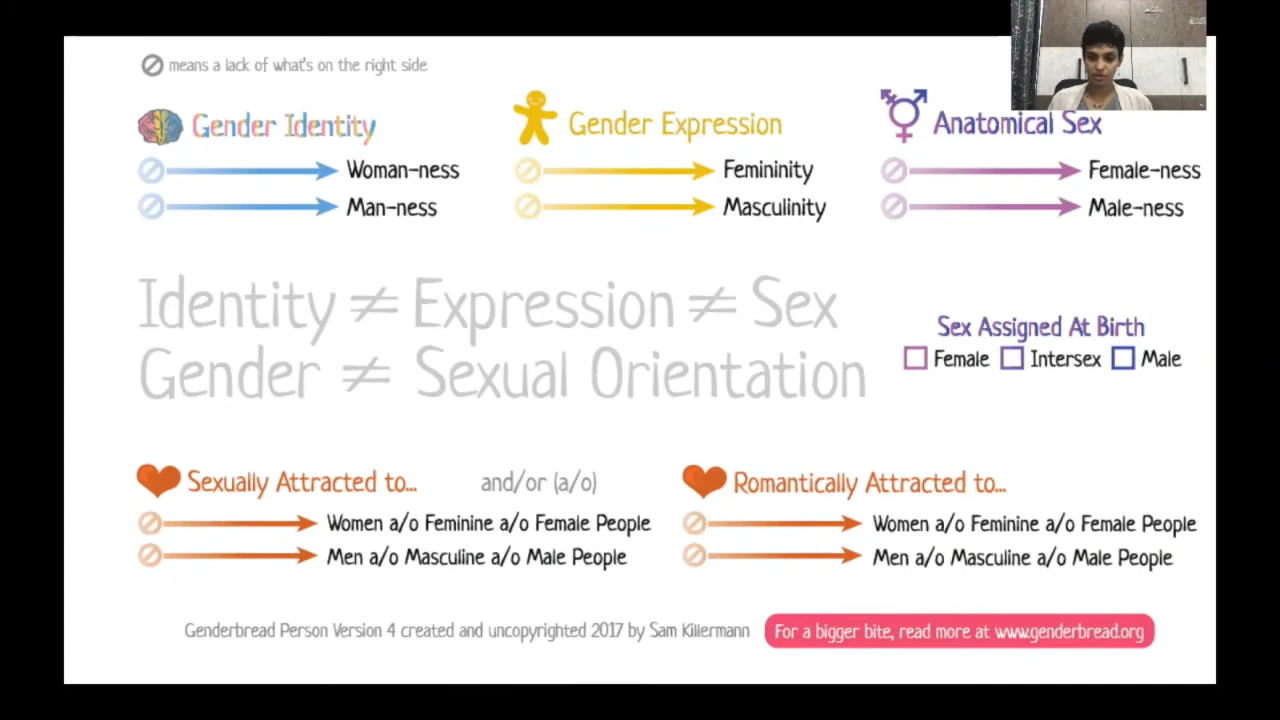 means a lack of what's on the right side
Gender Identity
Woman-ness
Man-ness
Gender Expression
Femininity
Masculinity
Anatomical Sex
Female-ness
Male-ness
Identity ≠ Expression ≠ Sex
Gender ≠ Sexual Orientation
Sex Assigned At Birth
Female Intersex Male
Sexually Attracted to... and/or (a/o)
Women a/o Feminine a/o Female People
Men a/o Masculine a/o Male People
Romantically Attracted to...
Women a/o Feminine a/o Female People
Men a/o Masculine a/o Male People
Genderbread Person Version 4 created and uncopyrighted 2017 by Sam Killermann
For a bigger bite, read more at www.genderbread.org